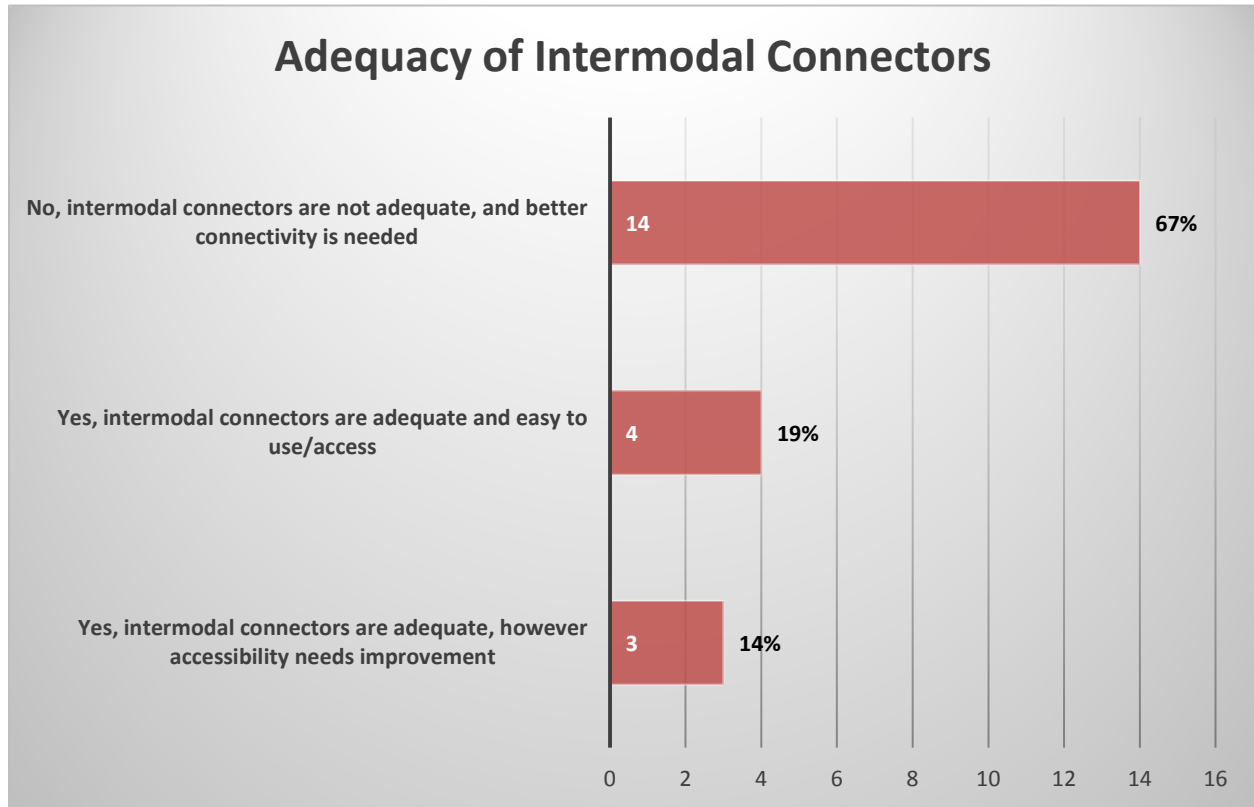 Adequacy of Intermodal Connectors
No, intermodal connectors are not adequate, and better
connectivity is needed
14
67%
Yes, intermodal connectors are adequate and easy to
use/access
4
19%
Yes, intermodal connectors are adequate, however
accessibility needs improvement
3
14%
0 2 4 6 8 10 12 14 16